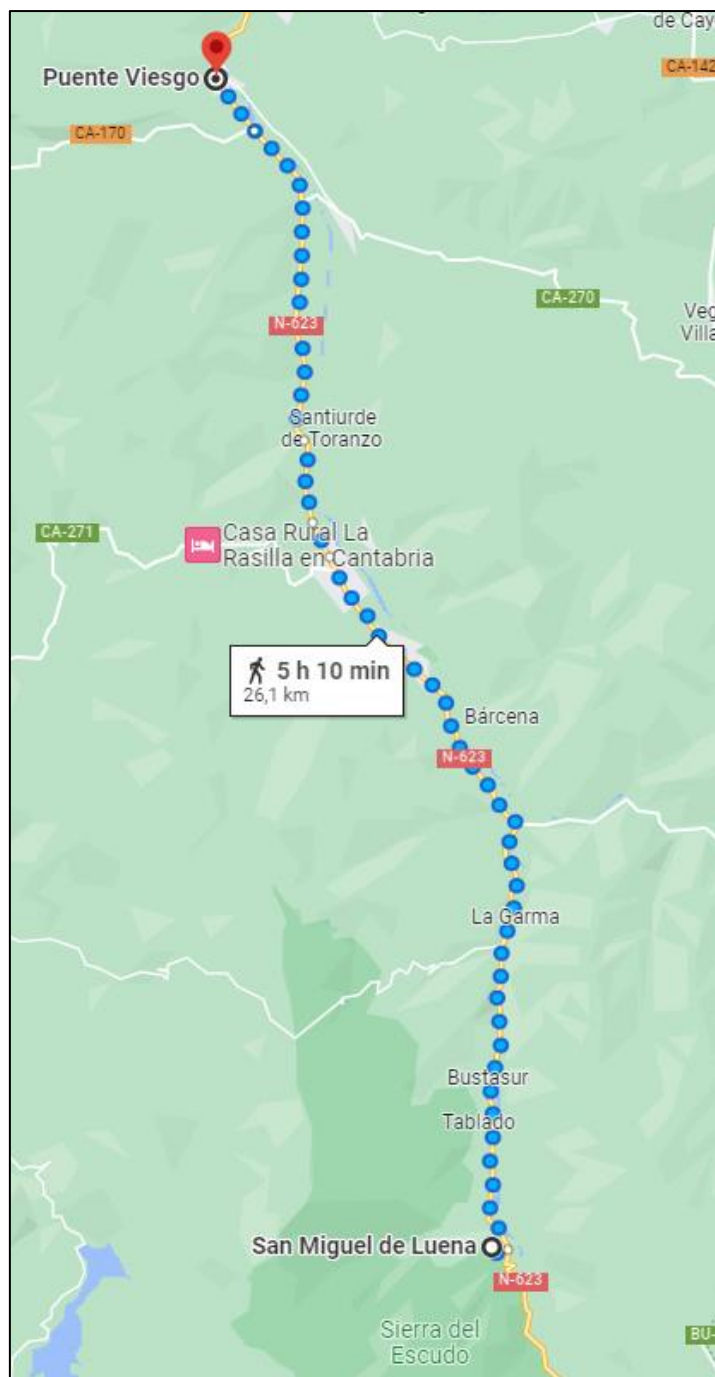 de Cay
Puente Viesgo
CA-142
CA-170
CA-270
Veg
Villa
N-623
Santiurde
de Toranzo
CA-271
Casa Rural La
Rasilla en Cantabria
5 h 10 min
26,1 km
Bárcena
N-623
La Garma
Bustasur
Tablado
San Miguel de Luena
N-623
Sierra del
Escudo
BU-